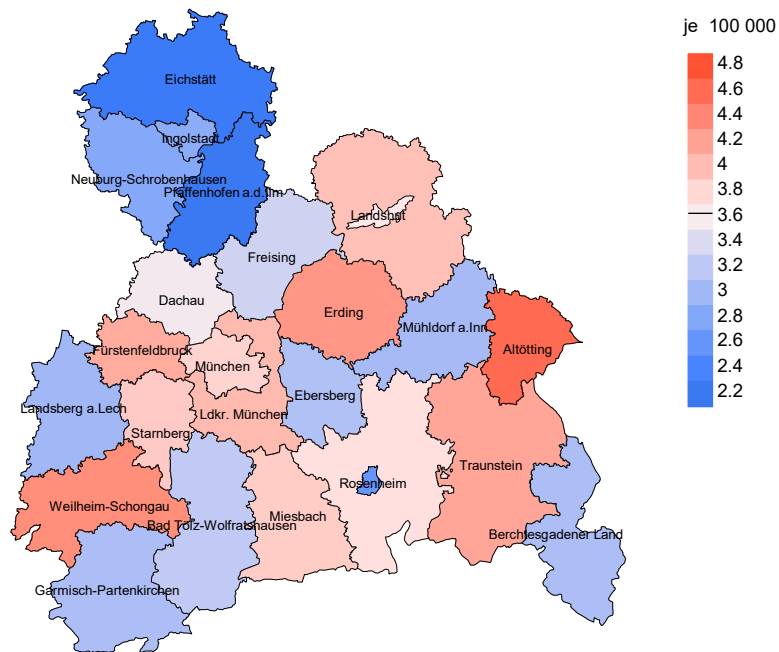 je 100 000
4.8
4.6
4.4
4.2
4
3.8
3.6
3.4
3.2
3
2.8
2.6
2.4
2.2
Eichstätt
Ingolstadt
Neuburg-Schrobenhausen
Pfaffenhofen a.d.Ilm
Landshut
Freising
Dachau
Erding
Mühldorf a.Inn
Altötting
Fürstenfeldbruck
München
Ebersberg
Landsberg a.Lech
Ldkr. München
Starnberg
Traunstein
Rosenheim
Weilheim-Schongau
Miesbach
Bad Tölz-Wolfratshausen
Berchtesgadener Land
Garmisch-Partenkirchen